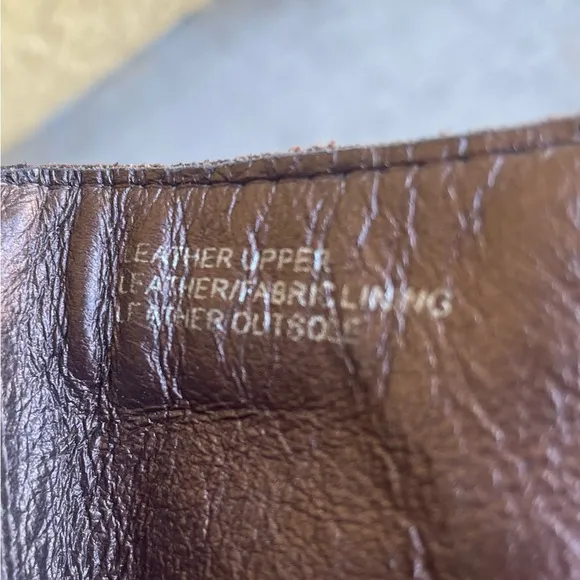 LEATHER UPPER
LEATHER/FABRIC LINING
LEATHER OUTSOLE